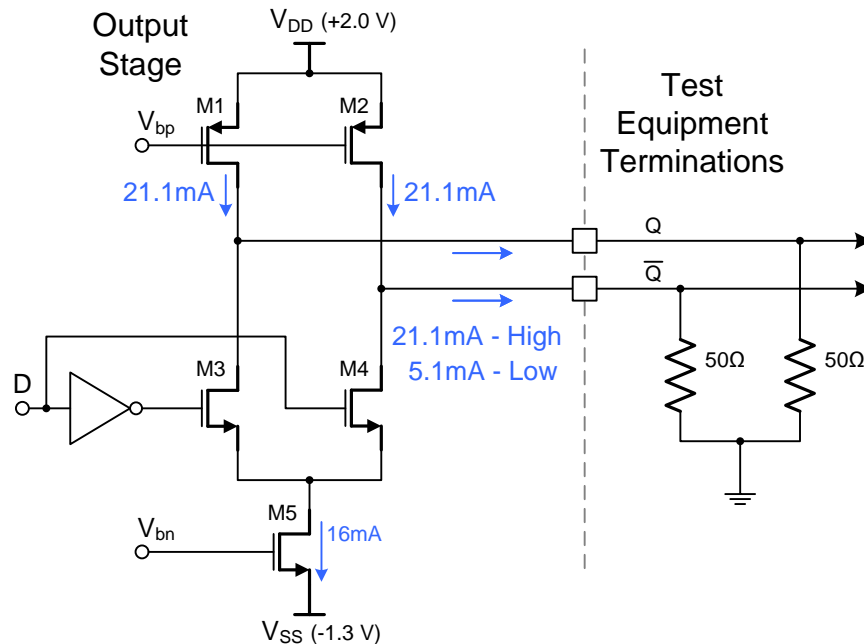 Output
Stage
V_DD (+2.0 V)
Test
Equipment
Terminations
M1
M2
V_bp
21.1mA
21.1mA
Q
Q̅
21.1mA - High
5.1mA - Low
50Ω
50Ω
M3
M4
D
M5
V_bn
16mA
V_SS (-1.3 V)